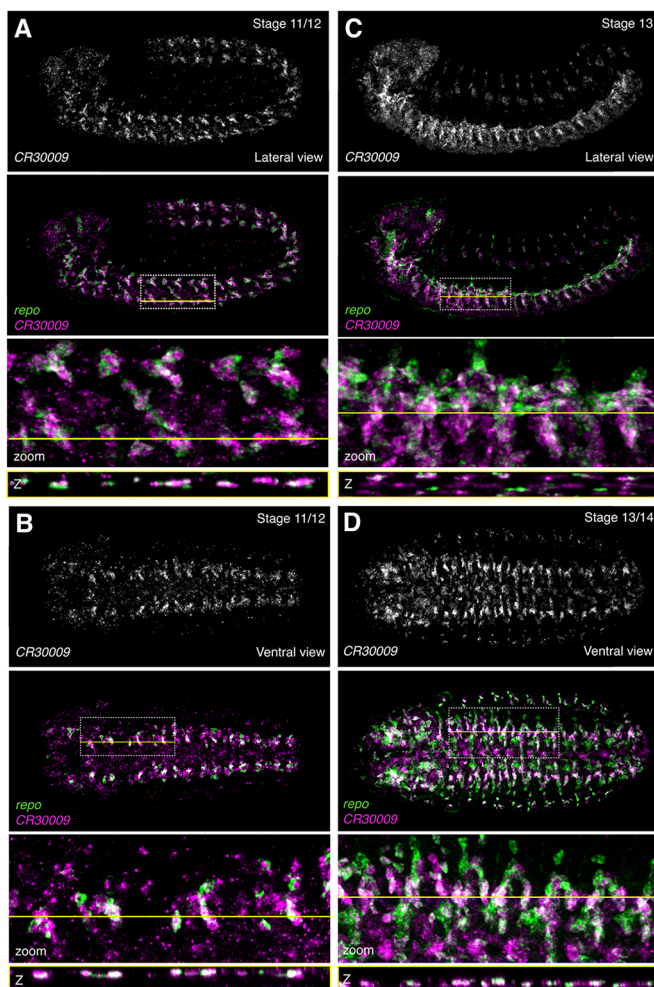 A
Stage 11/12
CR30009
Lateral view
repo
CR30009
zoom
Z
C
Stage 13
CR30009
Lateral view
repo
CR30009
zoom
Z
B
Stage 11/12
CR30009
Ventral view
repo
CR30009
zoom
Z
D
Stage 13/14
CR30009
Ventral view
repo
CR30009
zoom
Z